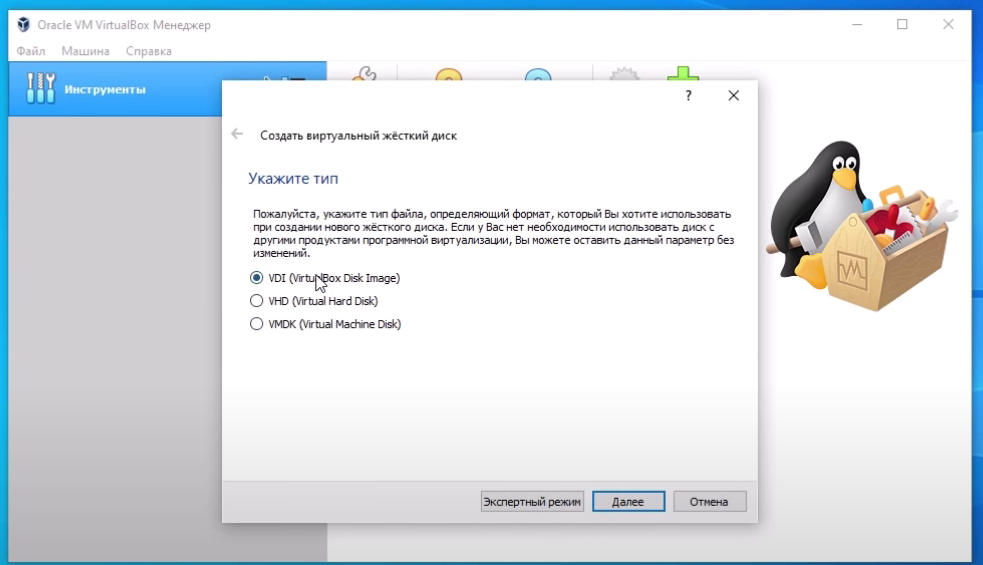 Oracle VM VirtualBox Менеджер
Файл Машина Справка
Инструменты
?
Создать виртуальный жёсткий диск
Укажите тип
Пожалуйста, укажите тип файла, определяющий формат, который Вы хотите использовать
при создании нового жёсткого диска. Если у Вас нет необходимости использовать диск с
другими продуктами программной виртуализации, Вы можете оставить данный параметр без
изменений.
VDI (VirtualBox Disk Image)
VHD (Virtual Hard Disk)
VMDK (Virtual Machine Disk)
Экспертный режим Далее Отмена